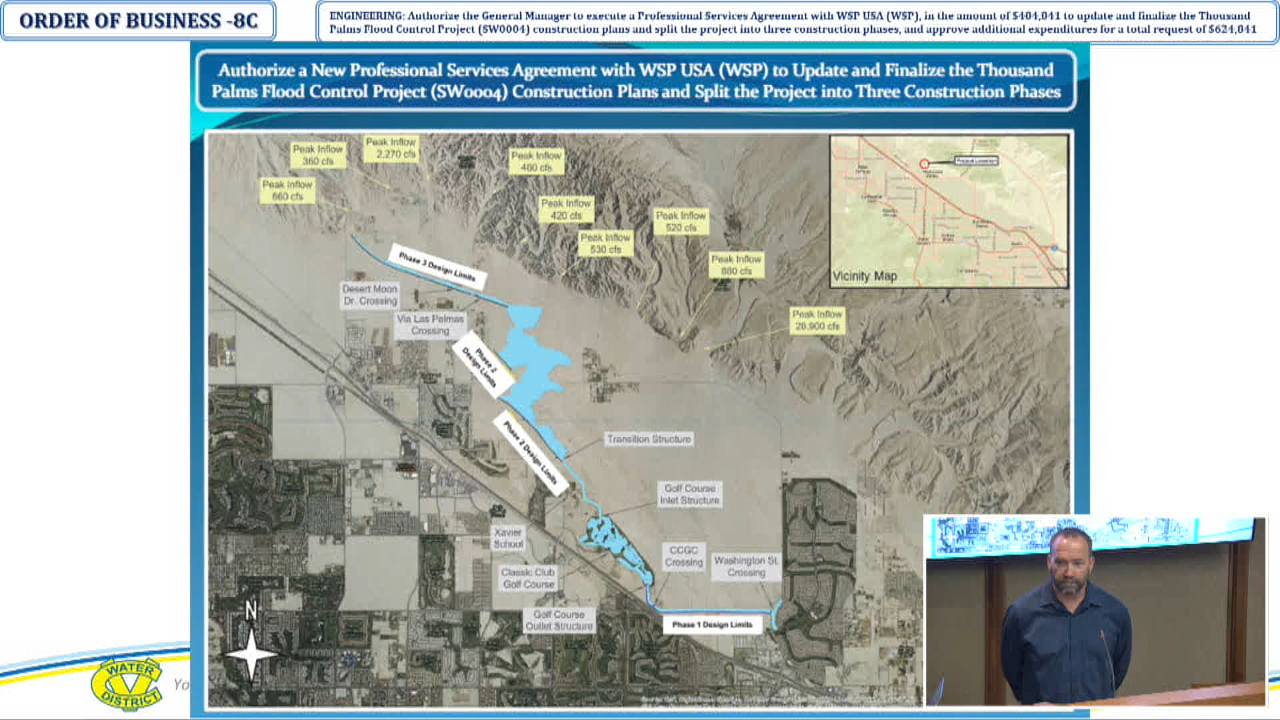 ORDER OF BUSINESS -8C
ENGINEERING: Authorize the General Manager to execute a Professional Services Agreement with WSP USA (WSP), in the amount of $404,041 to update and finalize the Thousand
Palms Flood Control Project (SW0004) construction plans and split the project into three construction phases, and approve additional expenditures for a total request of $624,041
Authorize a New Professional Services Agreement with WSP USA (WSP) to Update and Finalize the Thousand
Palms Flood Control Project (SW0004) Construction Plans and Split the Project into Three Construction Phases
Peak Inflow
360 cfs
Peak Inflow
2,270 cfs
Peak Inflow
460 cfs
Peak Inflow
660 cfs
Peak Inflow
420 cfs
Peak Inflow
530 cfs
Peak Inflow
520 cfs
Peak Inflow
880 cfs
Peak Inflow
26,900 cfs
Project Location
Vicinity Map
Phase 3 Design Limits
Desert Moon
Dr. Crossing
Via Las Palmas
Crossing
Phase 2
Design Limits
Phase 2 Design Limits
Transition Structure
Golf Course
Inlet Structure
Xavier
School
CCGC
Crossing
Washington St.
Crossing
Classic Club
Golf Course
Golf Course
Outlet Structure
Phase 1 Design Limits
N
WATER
CV
DISTRICT
Yo